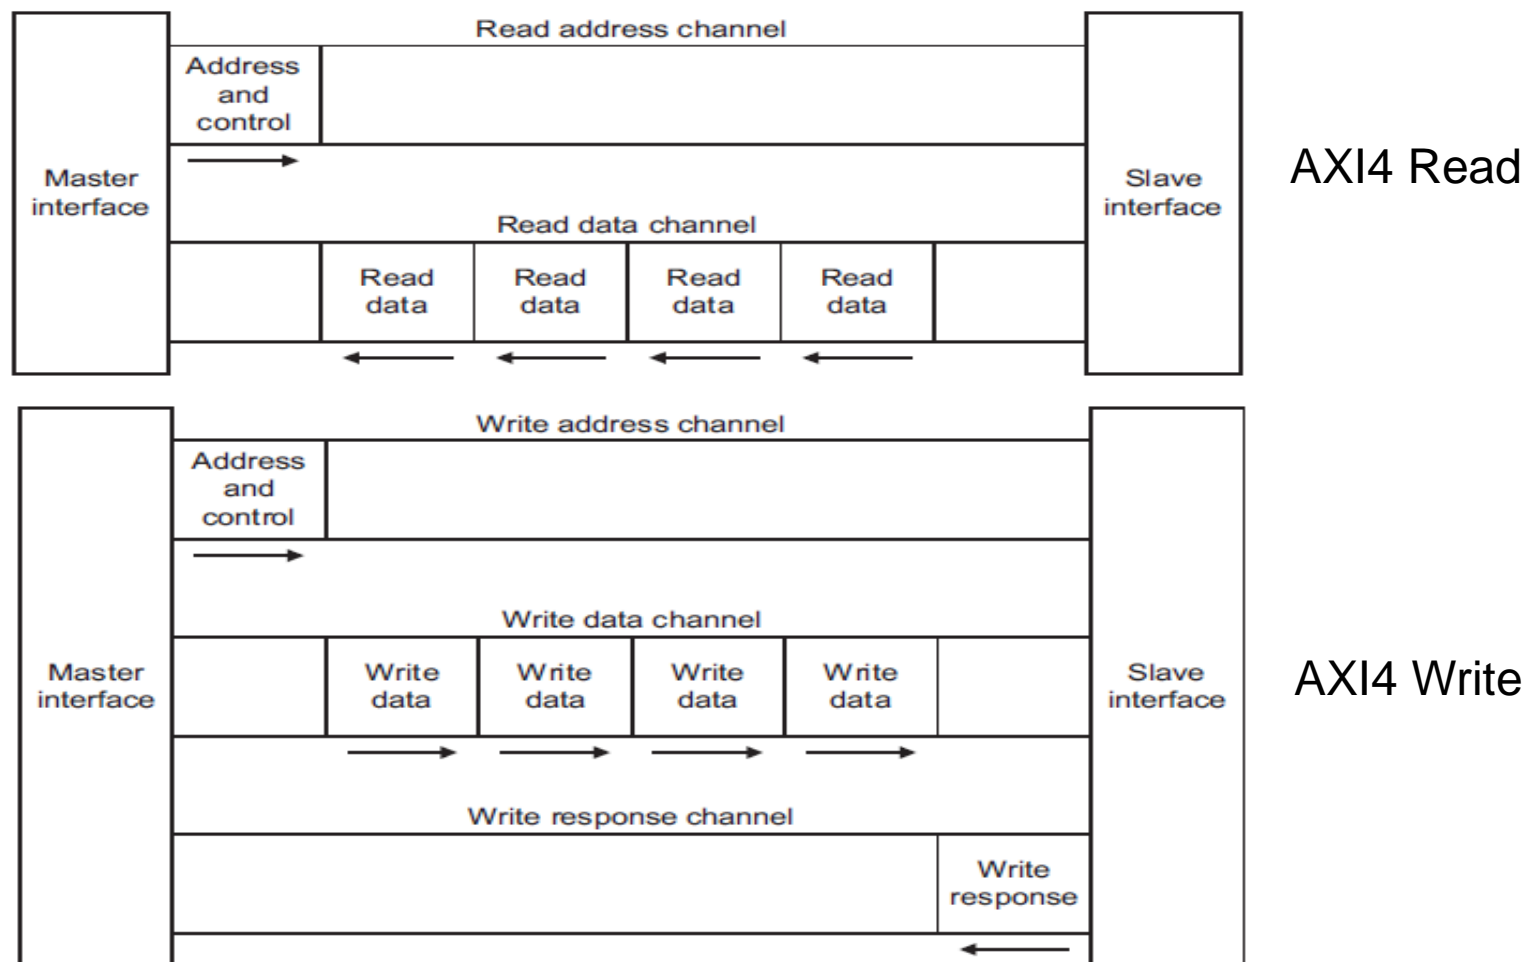 Read address channel
Address
and
control
Master
interface
Slave
interface
AXI4 Read
Read data channel
Read
data
Read
data
Read
data
Read
data
Write address channel
Address
and
control
Write data channel
Master
interface
Write
data
Write
data
Write
data
Write
data
Slave
interface
AXI4 Write
Write response channel
Write
response